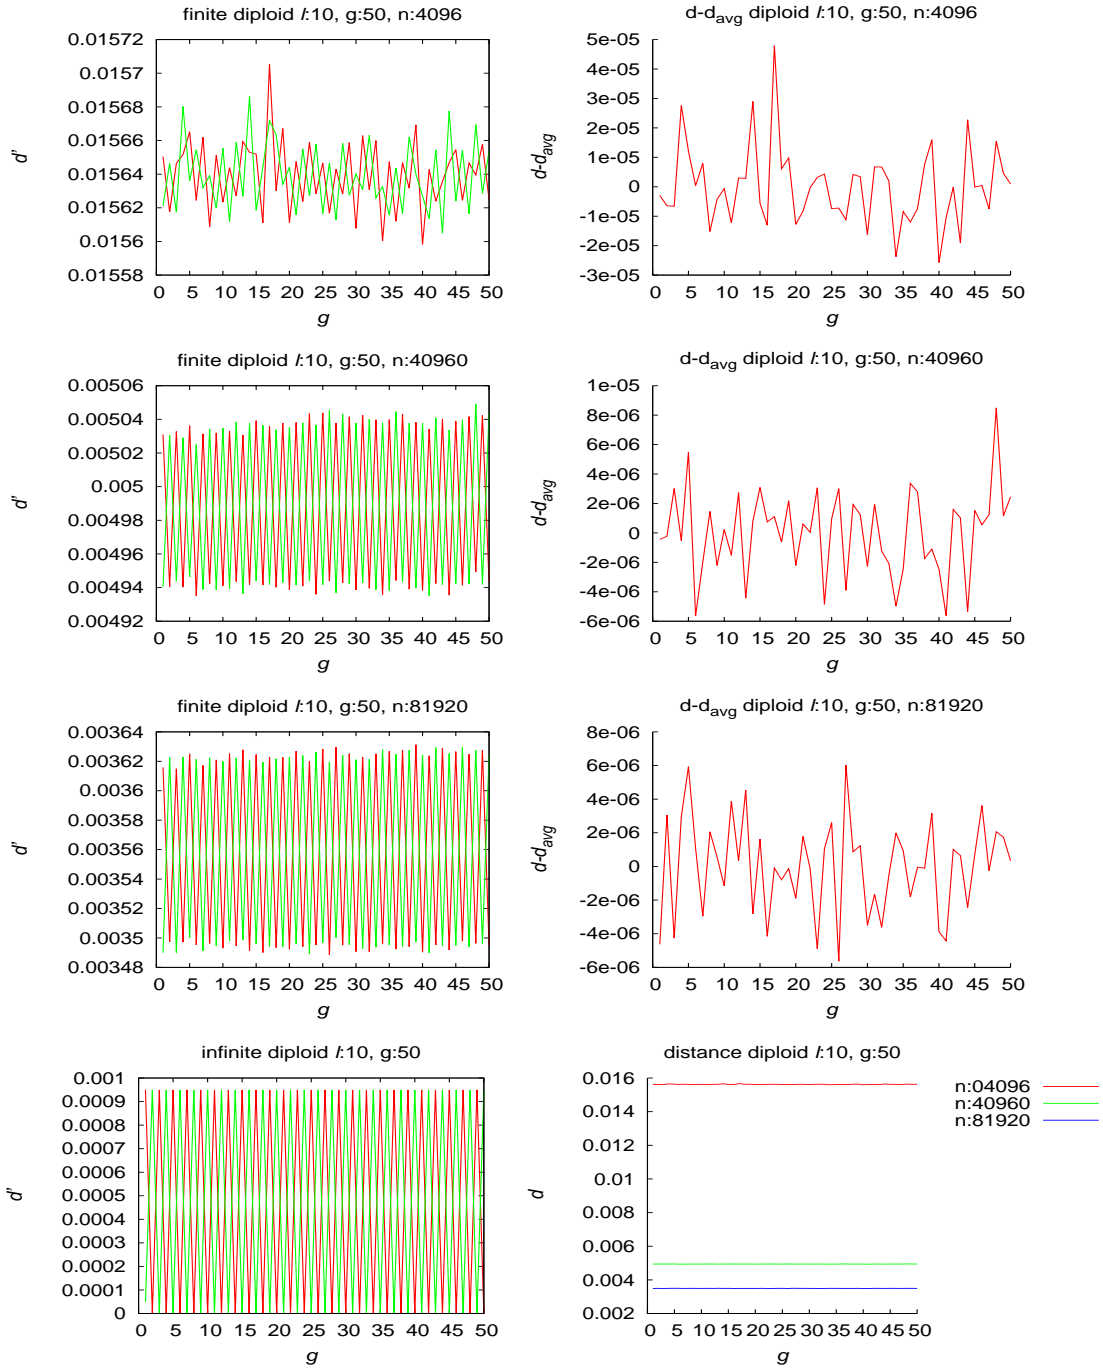 finite diploid l:10, g:50, n:4096
0.01572
0.0157
0.01568
0.01566
0.01564
0.01562
0.0156
0.01558
d'
0 5 10 15 20 25 30 35 40 45 50
g
d-davg diploid l:10, g:50, n:4096
5e-05
4e-05
3e-05
2e-05
1e-05
0
-1e-05
-2e-05
-3e-05
d-davg
0 5 10 15 20 25 30 35 40 45 50
g
finite diploid l:10, g:50, n:40960
0.00506
0.00504
0.00502
0.005
0.00498
0.00496
0.00494
0.00492
d'
0 5 10 15 20 25 30 35 40 45 50
g
d-davg diploid l:10, g:50, n:40960
1e-05
8e-06
6e-06
4e-06
2e-06
0
-2e-06
-4e-06
-6e-06
d-davg
0 5 10 15 20 25 30 35 40 45 50
g
finite diploid l:10, g:50, n:81920
0.00364
0.00362
0.0036
0.00358
0.00356
0.00354
0.00352
0.0035
0.00348
d'
0 5 10 15 20 25 30 35 40 45 50
g
d-davg diploid l:10, g:50, n:81920
8e-06
6e-06
4e-06
2e-06
0
-2e-06
-4e-06
-6e-06
d-davg
0 5 10 15 20 25 30 35 40 45 50
g
infinite diploid l:10, g:50
0.001
0.0009
0.0008
0.0007
0.0006
0.0005
0.0004
0.0003
0.0002
0.0001
0
d'
0 5 10 15 20 25 30 35 40 45 50
g
distance diploid l:10, g:50
0.016
0.014
0.012
0.01
0.008
0.006
0.004
0.002
d
0 5 10 15 20 25 30 35 40 45 50
g
n:04096
n:40960
n:81920